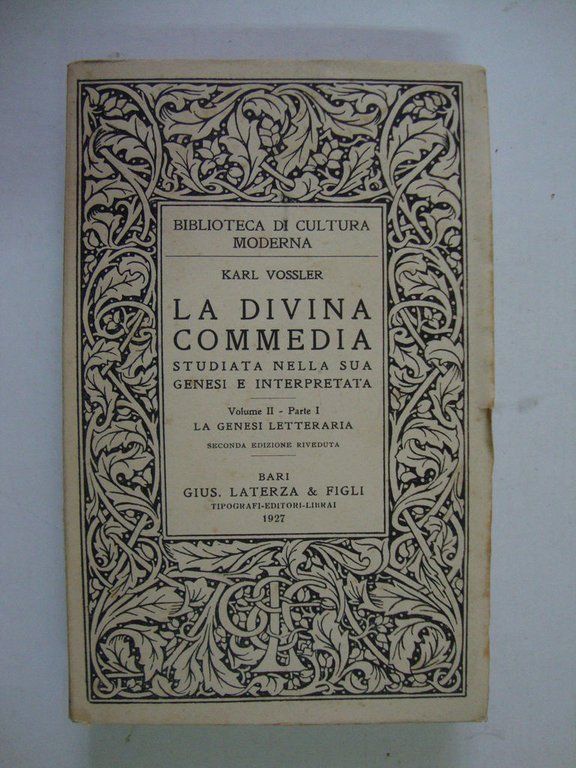 BIBLIOTECA DI CULTURA
MODERNA
KARL VOSSLER
LA DIVINA
COMMEDIA
STUDIATA NELLA SUA
GENESI E INTERPRETATA
Volume II - Parte I
LA GENESI LETTERARIA
SECONDA EDIZIONE RIVEDUTA
BARI
GIUS. LATERZA & FIGLI
TIPOGRAFI-EDITORI-LIBRAI
1927